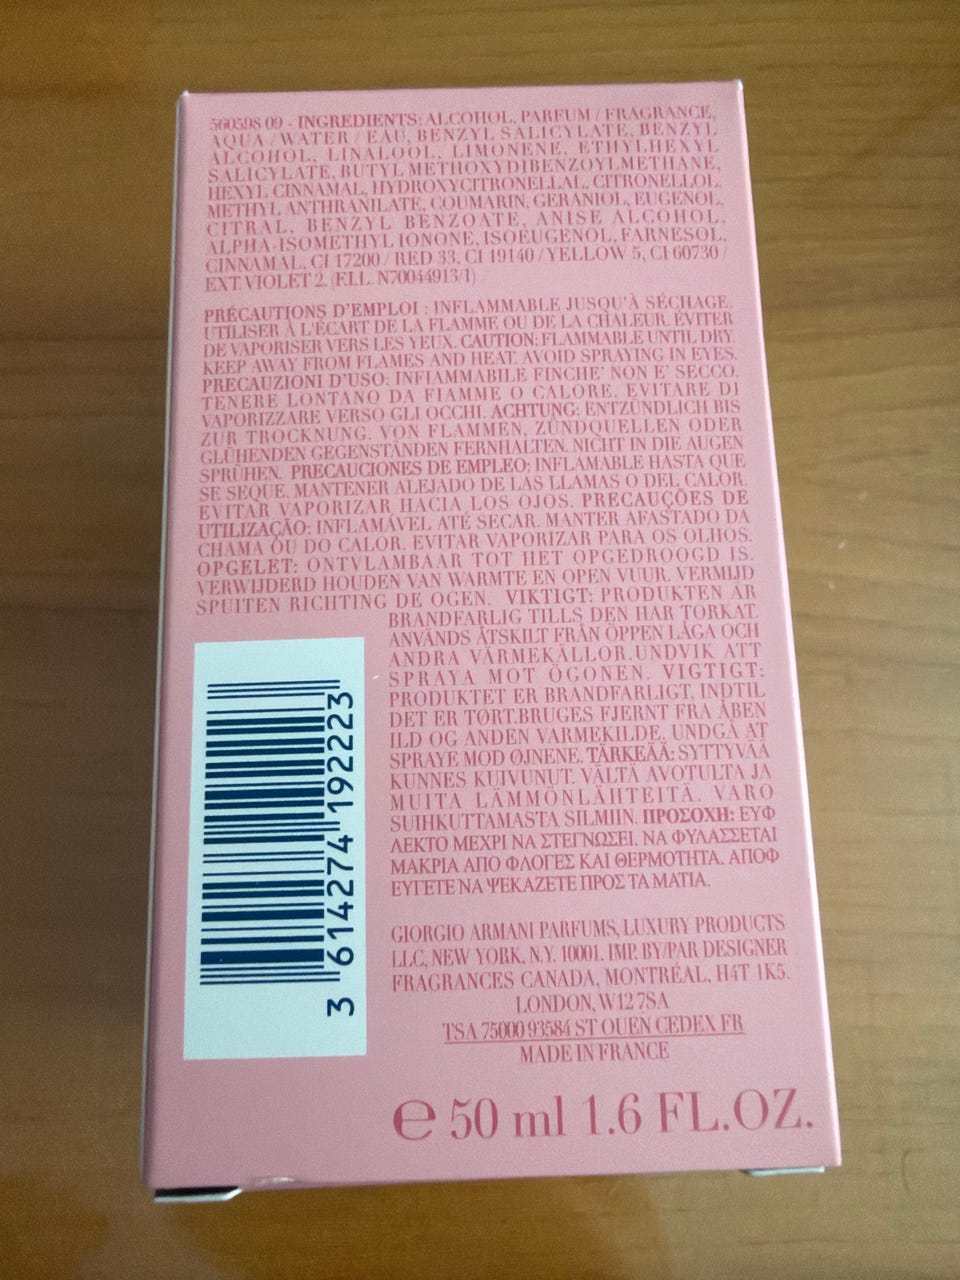 560598 09 - INGREDIENTS: ALCOHOL, PARFUM / FRAGRANCE,
AQUA / WATER / EAU, BENZYL SALICYLATE, BENZYL
ALCOHOL, LINALOOL, LIMONENE, ETHYLHEXYL
SALICYLATE, BUTYL METHOXYDIBENZOYLMETHANE,
HEXYL CINNAMAL, HYDROXYCITRONELLAL, CITRONELLOL,
METHYL ANTHRANILATE, COUMARIN, GERANIOL, EUGENOL,
CITRAL, BENZYL BENZOATE, ANISE ALCOHOL,
ALPHA-ISOMETHYL IONONE, ISOEUGENOL, FARNESOL,
CINNAMAL, CI 17200 / RED 33, CI 19140 / YELLOW 5, CI 60730 /
EXT. VIOLET 2. (F.I.L. N70044913/1)
PRÉCAUTIONS D'EMPLOI : INFLAMMABLE JUSQU'À SÉCHAGE.
UTILISER À L'ÉCART DE LA FLAMME OU DE LA CHALEUR. ÉVITER
DE VAPORISER VERS LES YEUX. CAUTION: FLAMMABLE UNTIL DRY.
KEEP AWAY FROM FLAMES AND HEAT. AVOID SPRAYING IN EYES.
PRECAUZIONI D'USO: INFIAMMABILE FINCHE' NON E' SECCO.
TENERE LONTANO DA FIAMME O CALORE. EVITARE DI
VAPORIZZARE VERSO GLI OCCHI. ACHTUNG: ENTZÜNDLICH BIS
ZUR TROCKNUNG. VON FLAMMEN, ZÜNDQUELLEN ODER
GLÜHENDEN GEGENSTÄNDEN FERNHALTEN. NICHT IN DIE AUGEN
SPRÜHEN. PRECAUCIONES DE EMPLEO: INFLAMABLE HASTA QUE
SE SEQUE. MANTENER ALEJADO DE LAS LLAMAS O DEL CALOR.
EVITAR VAPORIZAR HACIA LOS OJOS. PRECAUÇÕES DE
UTILIZAÇÃO: INFLAMÁVEL ATÉ SECAR. MANTER AFASTADO DA
CHAMA OU DO CALOR. EVITAR VAPORIZAR PARA OS OLHOS.
OPGELET: ONTVLAMBAAR TOT HET OPGEDROOGD IS.
VERWIJDERD HOUDEN VAN WARMTE EN OPEN VUUR. VERMIJD
SPUITEN RICHTING DE OGEN. VIKTIGT: PRODUKTEN ÄR
BRANDFARLIG TILLS DEN HAR TORKAT.
ANVÄNDS ÅTSKILT FRÅN ÖPPEN LÅGA OCH
ANDRA VÄRMEKÄLLOR.UNDVIK ATT
SPRAYA MOT ÖGONEN. VIGTIGT:
PRODUKTET ER BRANDFARLIGT, INDTIL
DET ER TØRT.BRUGES FJERNT FRA ÅBEN
ILD OG ANDEN VARMEKILDE. UNDGÅ AT
SPRAYE MOD ØJNENE. TÄRKEÄÄ: SYTTYVÄÄ
KUNNES KUIVUNUT. VÄLTÄ AVOTULTA JA
MUITA LÄMMÖNLÄHTEITÄ. VARO
SUIHKUTTAMASTA SILMIIN. ΠΡΟΣΟΧΗ: ΕΥΦ
ΛΕΚΤΟ ΜΕΧΡΙ ΝΑ ΣΤΕΓΝΩΣΕΙ. ΝΑ ΦΥΛΑΣΣΕΤΑΙ
ΜΑΚΡΙΑ ΑΠΟ ΦΛΟΓΕΣ ΚΑΙ ΘΕΡΜΟΤΗΤΑ. ΑΠΟΦ
ΕΥΓΕΤΕ ΝΑ ΨΕΚΑΖΕΤΕ ΠΡΟΣ ΤΑ ΜΑΤΙΑ.
3 614274 192223
GIORGIO ARMANI PARFUMS, LUXURY PRODUCTS
LLC, NEW YORK, N.Y. 10001. IMP. BY/PAR DESIGNER
FRAGRANCES CANADA, MONTRÉAL, H4T 1K5.
LONDON, W12 7SA
TSA 75000 93584 ST OUEN CEDEX FR
MADE IN FRANCE
℮ 50 ml 1.6 FL.OZ.